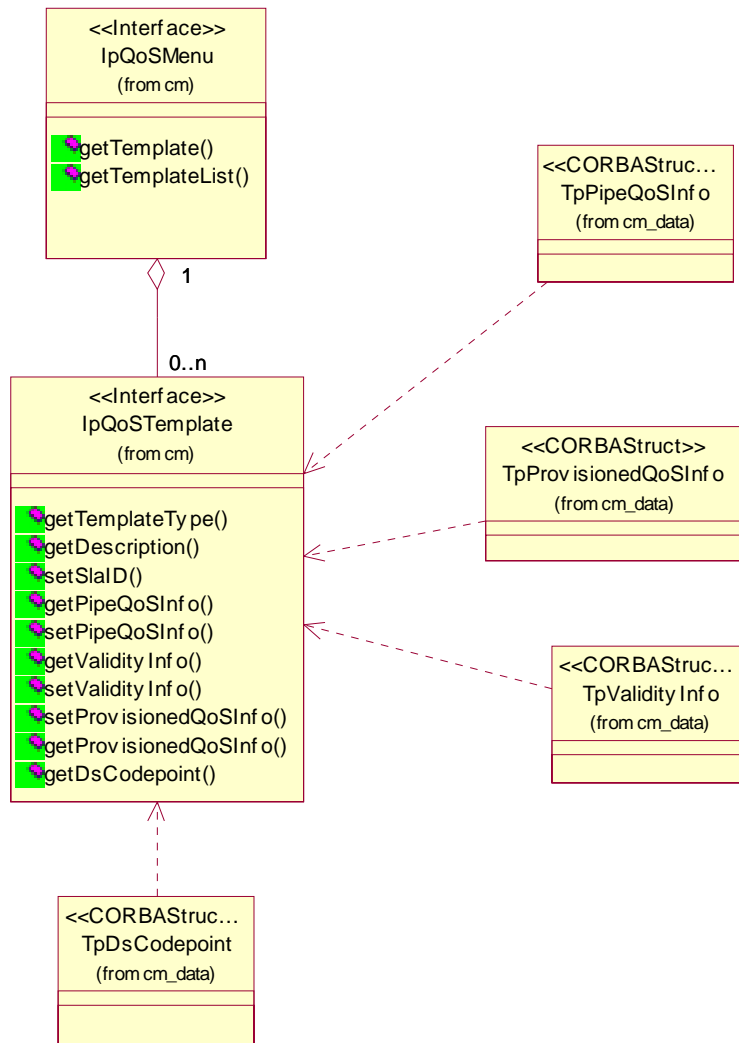 <<Interface>>
IpQoSMenu
(from cm)
getTemplate()
getTemplateList()
1
0..n
<<Interface>>
IpQoSTemplate
(from cm)
getTemplateType()
getDescription()
setSlaID()
getPipeQoSInfo()
setPipeQoSInfo()
getValidityInfo()
setValidityInfo()
setProvisionedQoSInfo()
getProvisionedQoSInfo()
getDsCodepoint()
<<CORBAStruc...
TpPipeQoSInfo
(from cm_data)
<<CORBAStruct>>
TpProvisionedQoSInfo
(from cm_data)
<<CORBAStruc...
TpValidityInfo
(from cm_data)
<<CORBAStruc...
TpDsCodepoint
(from cm_data)